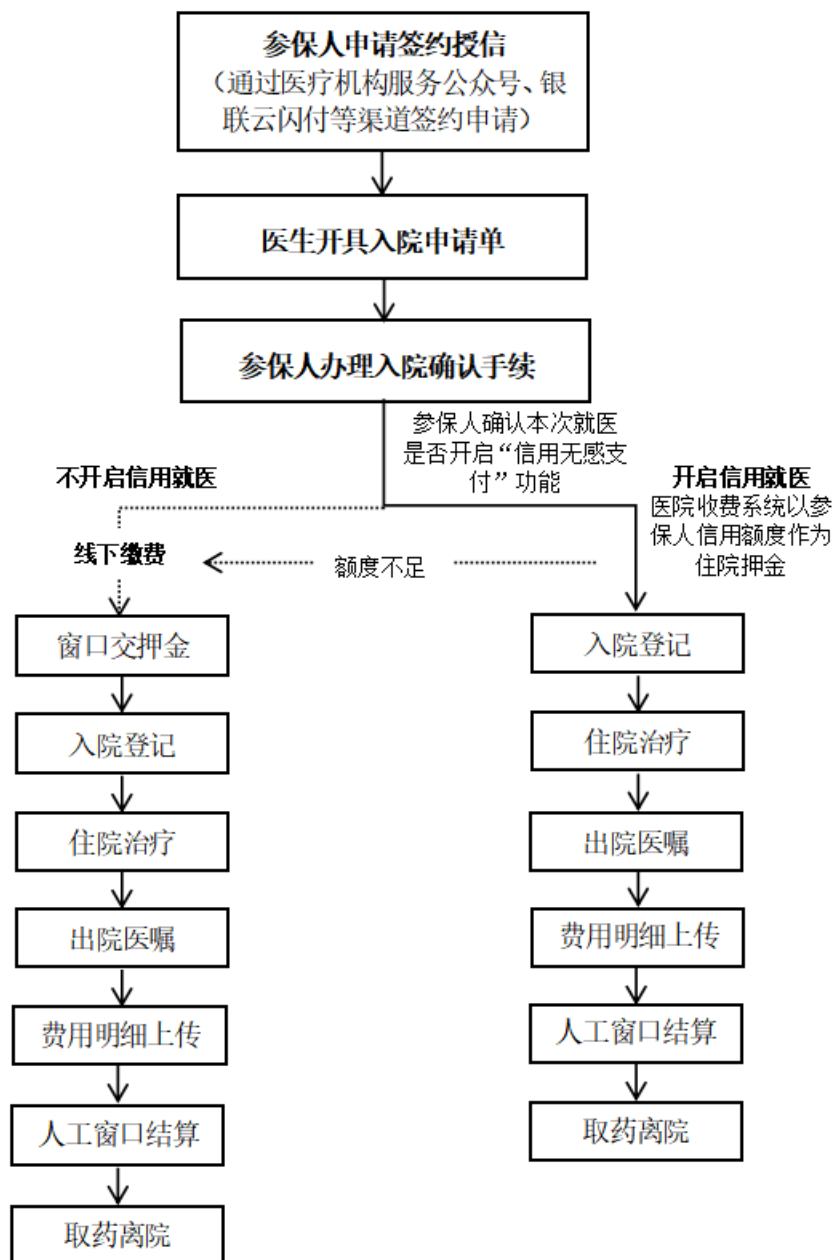 参保人申请签约授信
（通过医疗机构服务公众号、银
联云闪付等渠道签约申请）
医生开具入院申请单
参保人办理入院确认手续
参保人确认本次就医
是否开启“信用无感支
付”功能
不开启信用就医
开启信用就医
医院收费系统以参
保人信用额度作为
住院押金
线下缴费
额度不足
窗口交押金
入院登记
住院治疗
出院医嘱
费用明细上传
人工窗口结算
取药离院
入院登记
住院治疗
出院医嘱
费用明细上传
人工窗口结算
取药离院